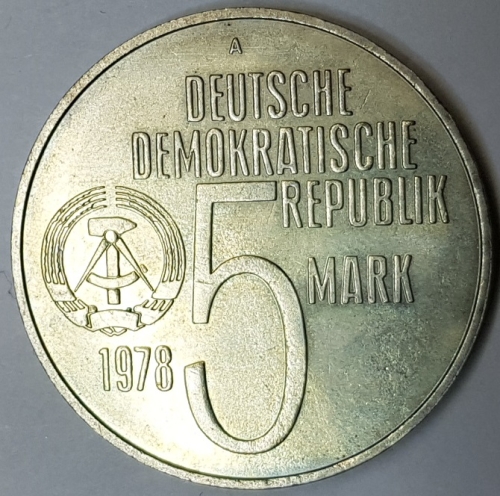 A
DEUTSCHE
DEMOKRATISCHE
REPUBLIK
5 MARK
1978